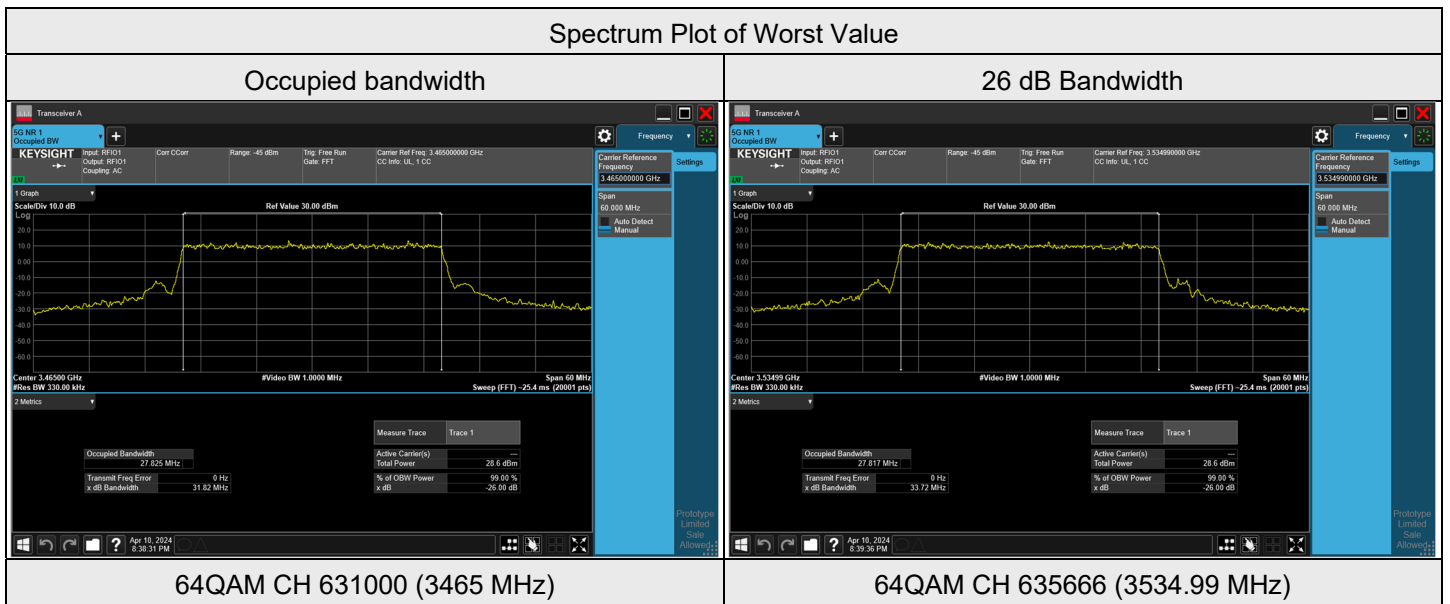 Spectrum Plot of Worst Value
Occupied bandwidth
26 dB Bandwidth
Transceiver A
5G NR 1
Occupied BW
+
Frequency
KEYSIGHT
LXI
Input: RFIO1
Output: RFIO1
Coupling: AC
Corr CCorr
Range: -45 dBm
Trig: Free Run
Gate: FFT
Carrier Ref Freq: 3.465000000 GHz
CC Info: UL, 1 CC
Carrier Reference
Frequency
3.465000000 GHz
Settings
Span
60.000 MHz
Auto Detect
Manual
1 Graph
Scale/Div 10.0 dB
Ref Value 30.00 dBm
Log
20.0
10.0
0.00
-10.0
-20.0
-30.0
-40.0
-50.0
-60.0
Center 3.46500 GHz
#Video BW 1.0000 MHz
Span 60 MHz
#Res BW 330.00 kHz
Sweep (FFT) ~25.4 ms (20001 pts)
2 Metrics
Measure Trace Trace 1
Occupied Bandwidth
27.825 MHz
Active Carrier(s) ---
Total Power 28.6 dBm
Transmit Freq Error 0 Hz
% of OBW Power 99.00 %
x dB Bandwidth 31.82 MHz
x dB -26.00 dB
Prototype
Limited
Sale
Allowed
?
Apr 10, 2024
8:38:31 PM
Transceiver A
5G NR 1
Occupied BW
+
Frequency
KEYSIGHT
LXI
Input: RFIO1
Output: RFIO1
Coupling: AC
Corr CCorr
Range: -45 dBm
Trig: Free Run
Gate: FFT
Carrier Ref Freq: 3.534990000 GHz
CC Info: UL, 1 CC
Carrier Reference
Frequency
3.534990000 GHz
Settings
Span
60.000 MHz
Auto Detect
Manual
1 Graph
Scale/Div 10.0 dB
Ref Value 30.00 dBm
Log
20.0
10.0
0.00
-10.0
-20.0
-30.0
-40.0
-50.0
-60.0
Center 3.53499 GHz
#Video BW 1.0000 MHz
Span 60 MHz
#Res BW 330.00 kHz
Sweep (FFT) ~25.4 ms (20001 pts)
2 Metrics
Measure Trace Trace 1
Occupied Bandwidth
27.817 MHz
Active Carrier(s) ---
Total Power 28.6 dBm
Transmit Freq Error 0 Hz
% of OBW Power 99.00 %
x dB Bandwidth 33.72 MHz
x dB -26.00 dB
Prototype
Limited
Sale
Allowed
?
Apr 10, 2024
8:39:36 PM
64QAM CH 631000 (3465 MHz)
64QAM CH 635666 (3534.99 MHz)